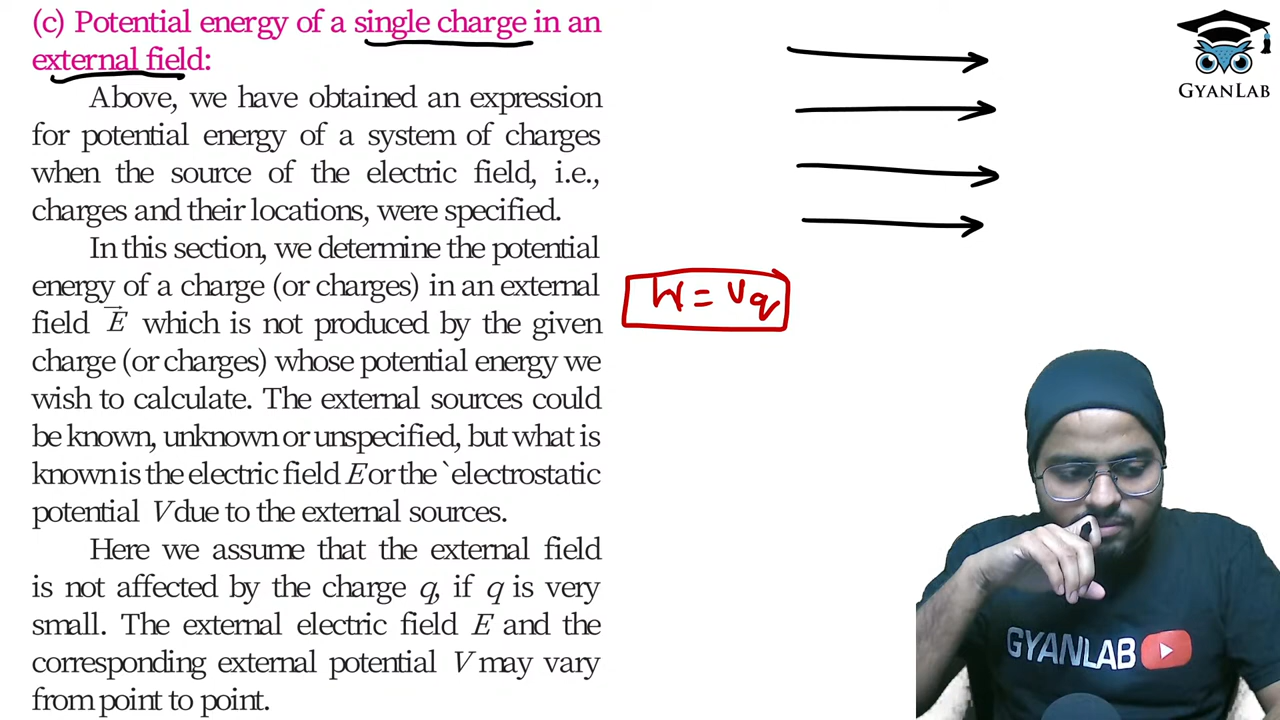 (c) Potential energy of a single charge in an
external field:
Above, we have obtained an expression
for potential energy of a system of charges
when the source of the electric field, i.e.,
charges and their locations, were specified.
In this section, we determine the potential
energy of a charge (or charges) in an external
field E⃗ which is not produced by the given
charge (or charges) whose potential energy we
wish to calculate. The external sources could
be known, unknown or unspecified, but what is
known is the electric field E or the `electrostatic
potential V due to the external sources.
Here we assume that the external field
is not affected by the charge q, if q is very
small. The external electric field E and the
corresponding external potential V may vary
from point to point.
W = Vq
GYANLAB
GYANLAB